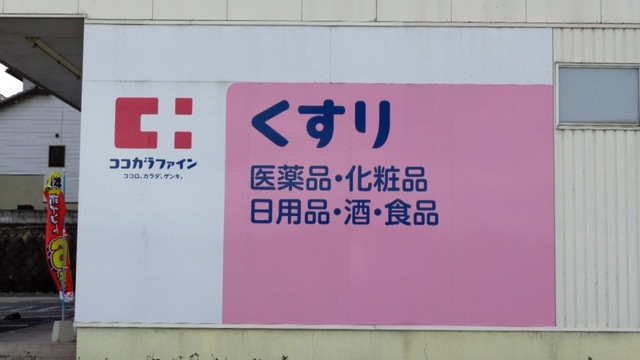 ココカラファイン
ココロ、カラダ、ゲンキ。
くすり
医薬品・化粧品
日用品・酒・食品